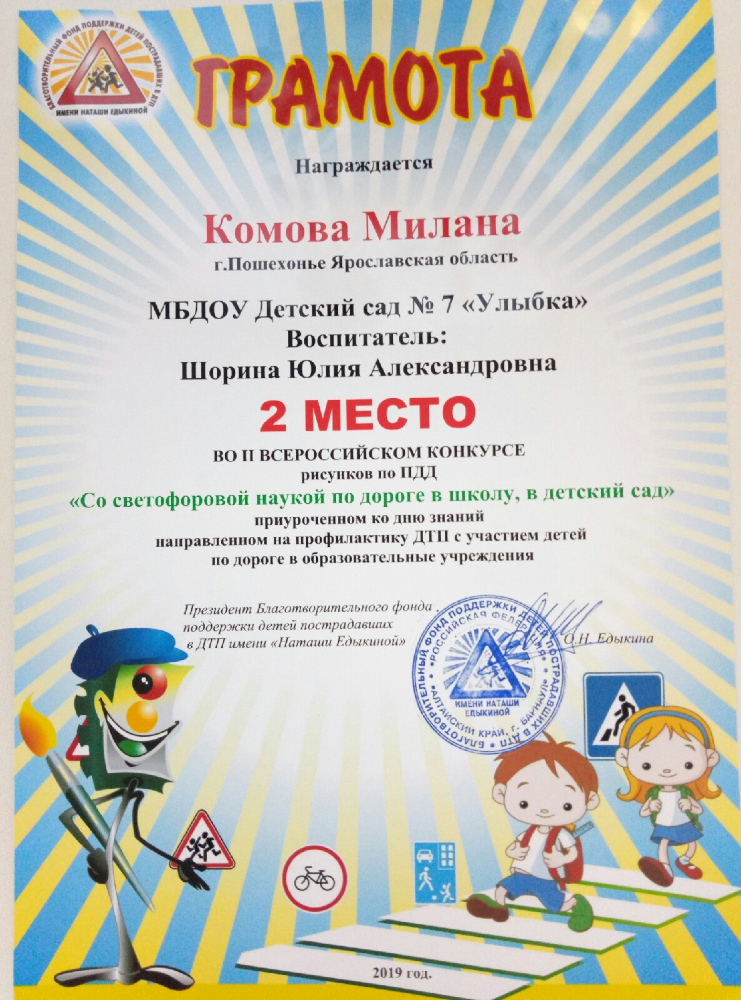 БЛАГОТВОРИТЕЛЬНЫЙ ФОНД ПОДДЕРЖКИ ДЕТЕЙ ПОСТРАДАВШИХ В ДТП
ИМЕНИ НАТАШИ ЕДЫКИНОЙ
ГРАМОТА
Награждается
Комова Милана
г.Пошехонье Ярославская область
МБДОУ Детский сад № 7 «Улыбка»
Воспитатель:
Шорина Юлия Александровна
2 МЕСТО
ВО II ВСЕРОССИЙСКОМ КОНКУРСЕ
рисунков по ПДД
«Со светофоровой наукой по дороге в школу, в детский сад»
приуроченном ко дню знаний
направленном на профилактику ДТП с участием детей
по дороге в образовательные учреждения
Президент Благотворительного фонда
поддержки детей пострадавших
в ДТП имени «Наташи Едыкиной»
О.Н. Едыкина
БЛАГОТВОРИТЕЛЬНЫЙ ФОНД ПОДДЕРЖКИ ДЕТЕЙ ПОСТРАДАВШИХ В ДТП
РОССИЙСКАЯ ФЕДЕРАЦИЯ
АЛТАЙСКИЙ КРАЙ, г. БАРНАУЛ
ИМЕНИ НАТАШИ
ЕДЫКИНОЙ
2019 год.